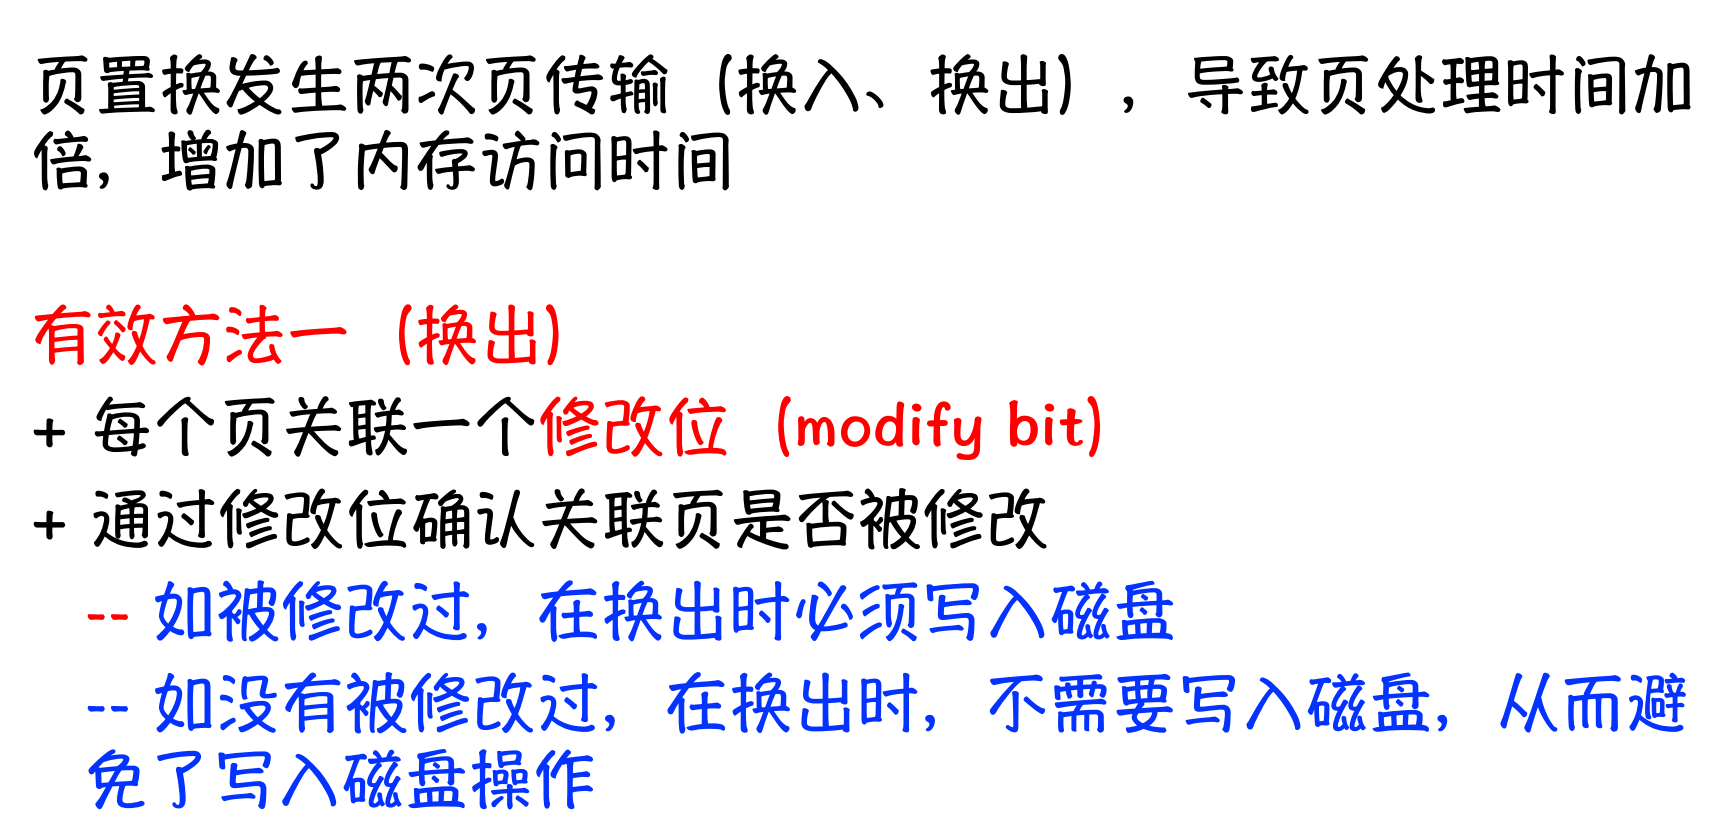 页置换发生两次页传输（换入、换出），导致页处理时间加
倍，增加了内存访问时间
有效方法一（换出）
+ 每个页关联一个修改位（modify bit）
+ 通过修改位确认关联页是否被修改
-- 如被修改过，在换出时必须写入磁盘
-- 如没有被修改过，在换出时，不需要写入磁盘，从而避
免了写入磁盘操作